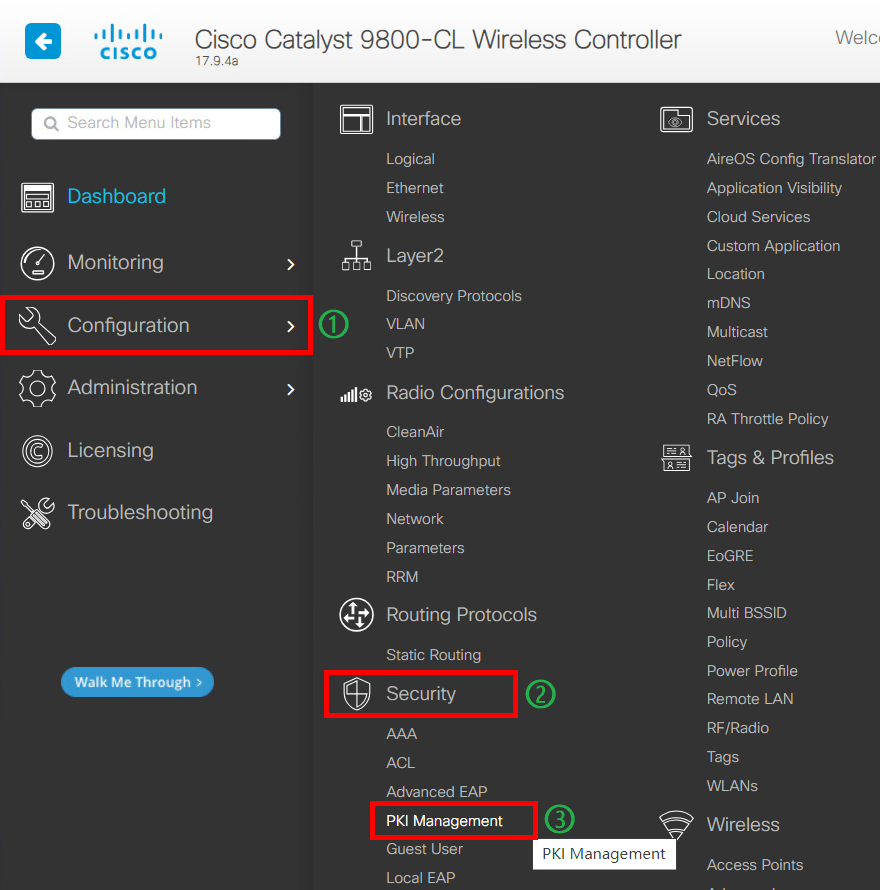 CISCO
Cisco Catalyst 9800-CL Wireless Controller
17.9.4a
Search Menu Items
Dashboard
Monitoring
Configuration
①
Administration
Licensing
Troubleshooting
Walk Me Through ›
Interface
Logical
Ethernet
Wireless
Layer2
Discovery Protocols
VLAN
VTP
Radio Configurations
CleanAir
High Throughput
Media Parameters
Network
Parameters
RRM
Routing Protocols
Static Routing
Security
②
AAA
ACL
Advanced EAP
PKI Management
③
PKI Management
Guest User
Local EAP
Services
AireOS Config Translator
Application Visibility
Cloud Services
Custom Application
Location
mDNS
Multicast
NetFlow
QoS
RA Throttle Policy
Tags & Profiles
AP Join
Calendar
EoGRE
Flex
Multi BSSID
Policy
Power Profile
Remote LAN
RF/Radio
Tags
WLANs
Wireless
Access Points